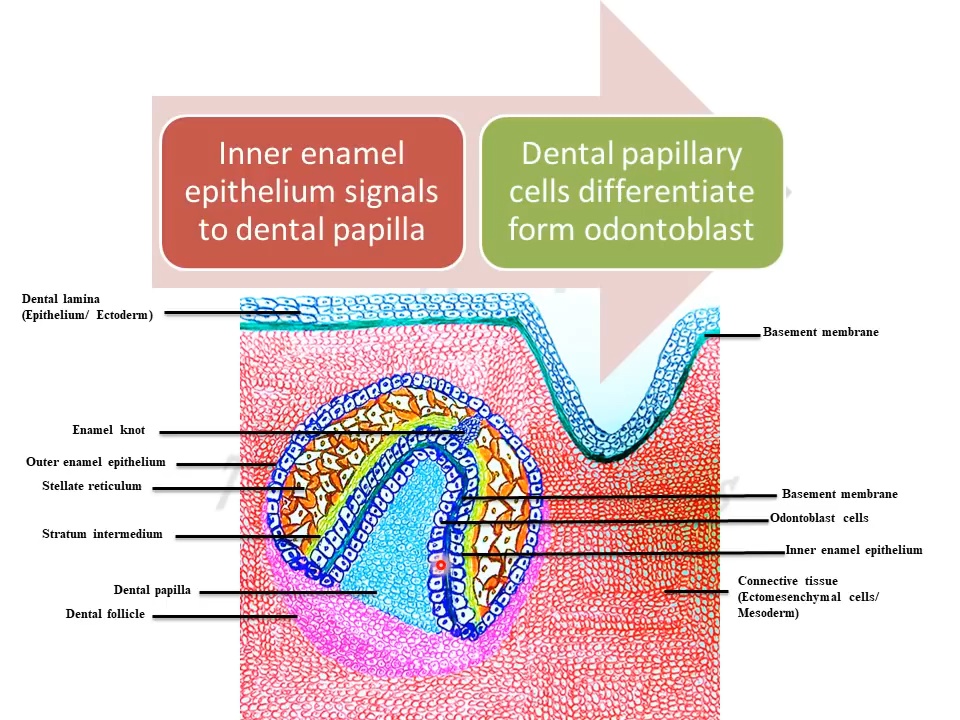 Inner enamel
epithelium signals
to dental papilla
Dental papillary
cells differentiate
form odontoblast
Dental lamina
(Epithelium/ Ectoderm)
Basement membrane
Enamel knot
Outer enamel epithelium
Stellate reticulum
Stratum intermedium
Dental papilla
Dental follicle
Basement membrane
Odontoblast cells
Inner enamel epithelium
Connective tissue
(Ectomesenchymal cells/
Mesoderm)